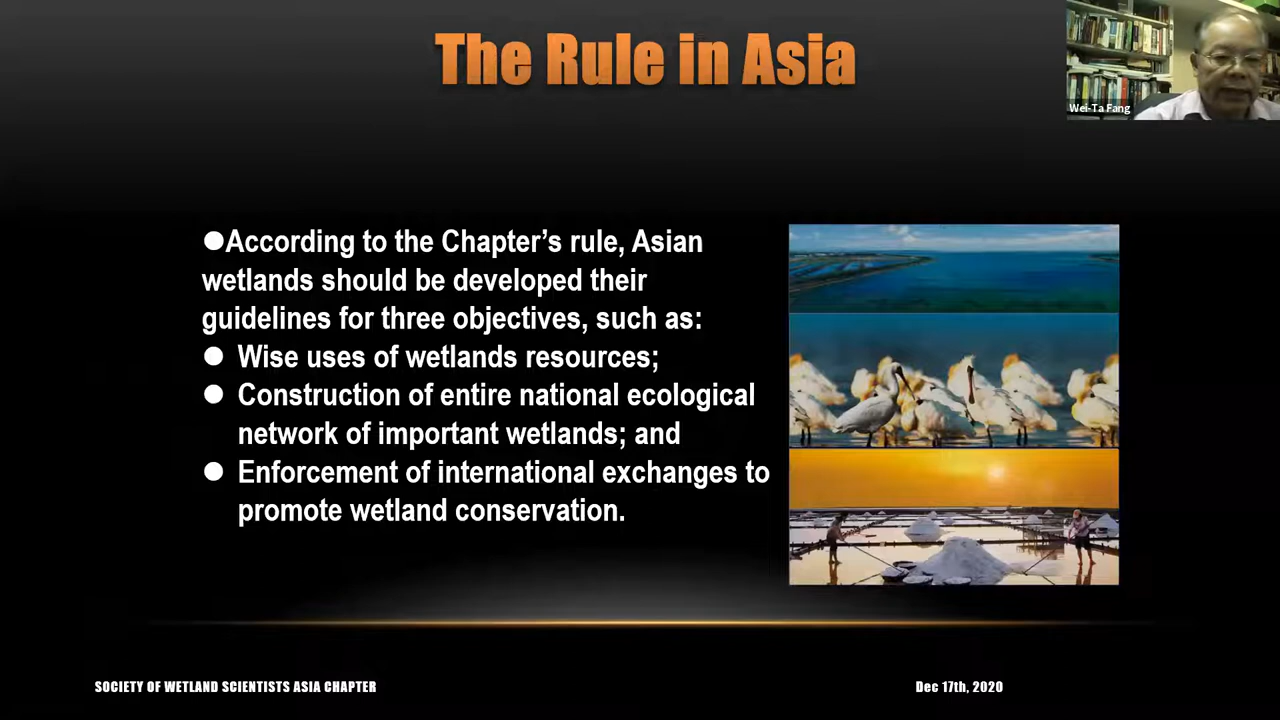 The Rule in Asia
Wei-Ta Fang
●According to the Chapter's rule, Asian
wetlands should be developed their
guidelines for three objectives, such as:
● Wise uses of wetlands resources;
● Construction of entire national ecological
network of important wetlands; and
● Enforcement of international exchanges to
promote wetland conservation.
SOCIETY OF WETLAND SCIENTISTS ASIA CHAPTER
Dec 17th, 2020